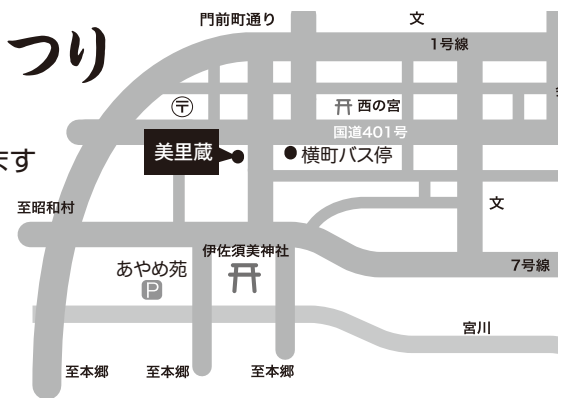 つり
ます
門前町通り
文
1号線
〒
西の宮
国道401号
美里蔵
横町バス停
至昭和村
文
伊佐須美神社
あやめ苑
P
7号線
宮川
至本郷
至本郷
至本郷